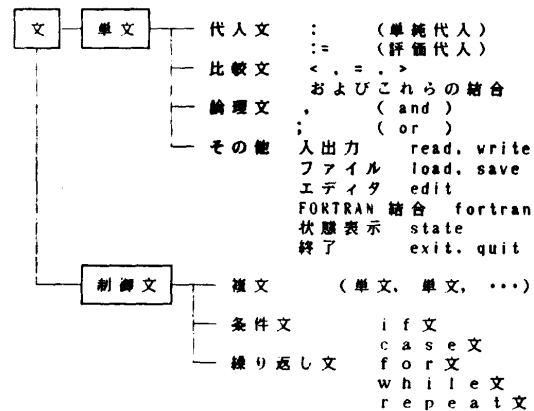 文 単文 代入文 : (単純代入)
:= (評価代入)
比較文 < , = , >
およびこれらの結合
論理文 , ( and )
; ( or )
その他 入出力 read, write
ファイル load, save
エディタ edit
FORTRAN 結合 fortran
状態表示 state
終了 exit, quit
制御文 複文 (単文, 単文, ・・・)
条件文 if文
case文
繰り返し文 for文
while文
repeat文